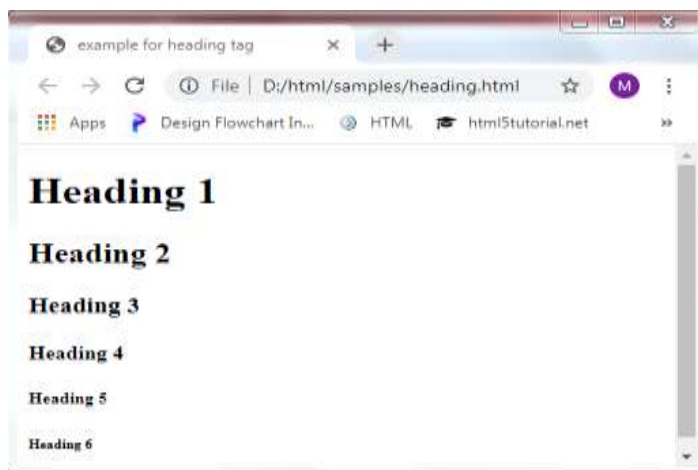 example for heading tag
File | D:/html/samples/heading.html
M
Apps Design Flowchart In... HTML html5tutorial.net
Heading 1
Heading 2
Heading 3
Heading 4
Heading 5
Heading 6